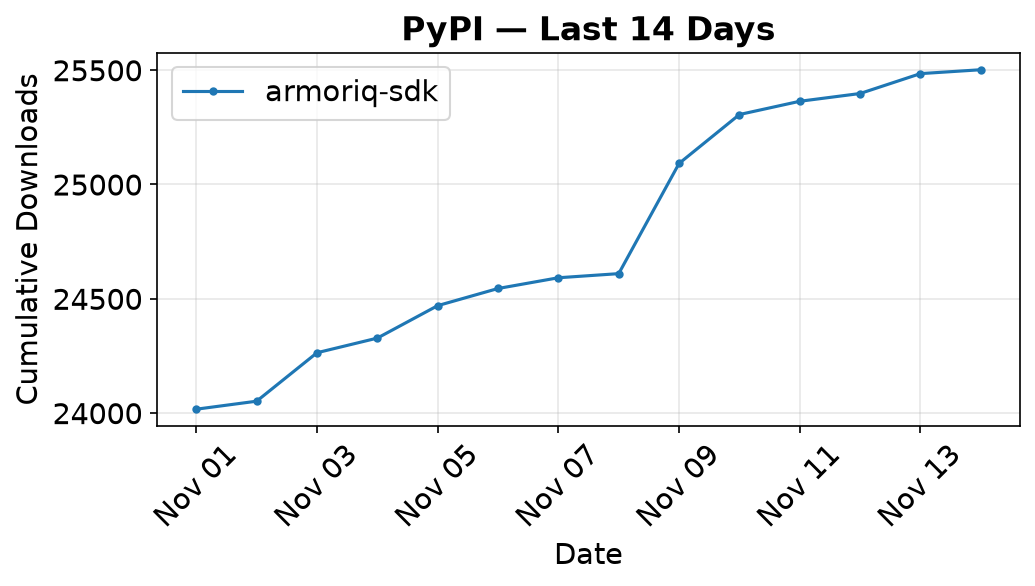 PyPI — Last 14 Days
armoriq-sdk
Cumulative Downloads
25500
25000
24500
24000
Nov 01
Nov 03
Nov 05
Nov 07
Nov 09
Nov 11
Nov 13
Date